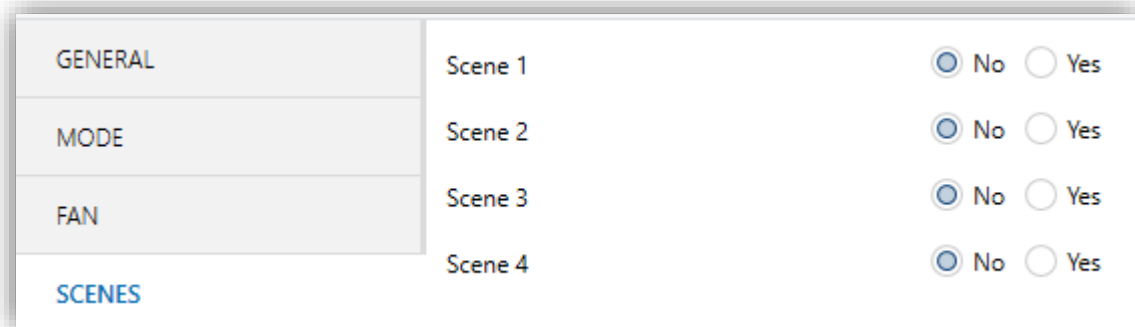 GENERAL
MODE
FAN
SCENES
Scene 1 No Yes
Scene 2 No Yes
Scene 3 No Yes
Scene 4 No Yes